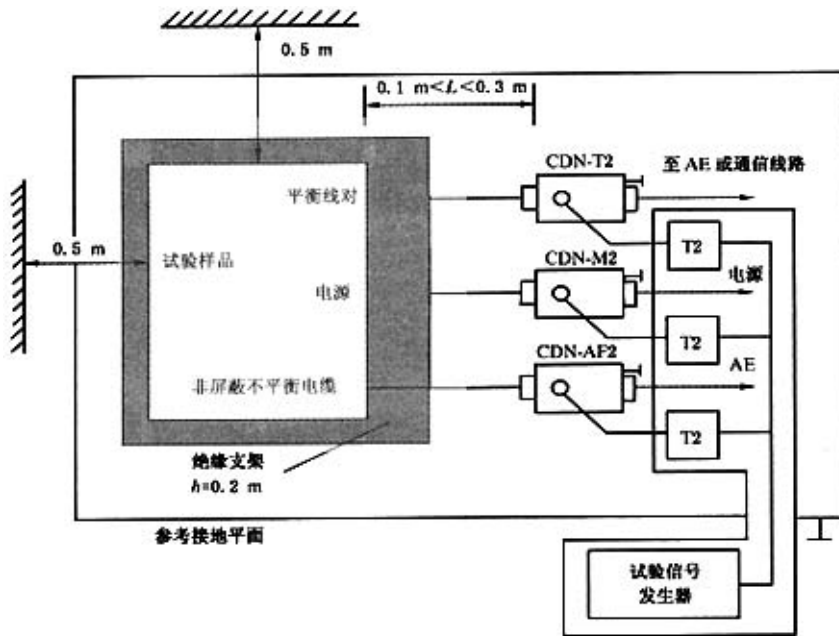 0.5 m
0.1 m<L<0.3 m
CDN-T2
至 AE 或通信线路
平衡线对
T2
0.5 m
试验样品
CDN-M2
电源
电源
T2
CDN-AF2
AE
非屏蔽不平衡电缆
T2
绝缘支架
h=0.2 m
参考接地平面
试验信号
发生器